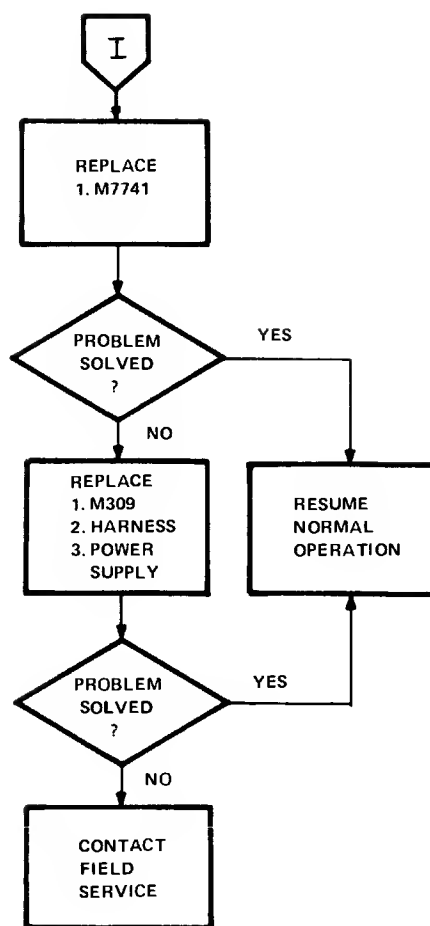 I
REPLACE
1. M7741
PROBLEM
SOLVED
?
YES
NO
REPLACE
1. M309
2. HARNESS
3. POWER
SUPPLY
RESUME
NORMAL
OPERATION
PROBLEM
SOLVED
?
YES
NO
CONTACT
FIELD
SERVICE